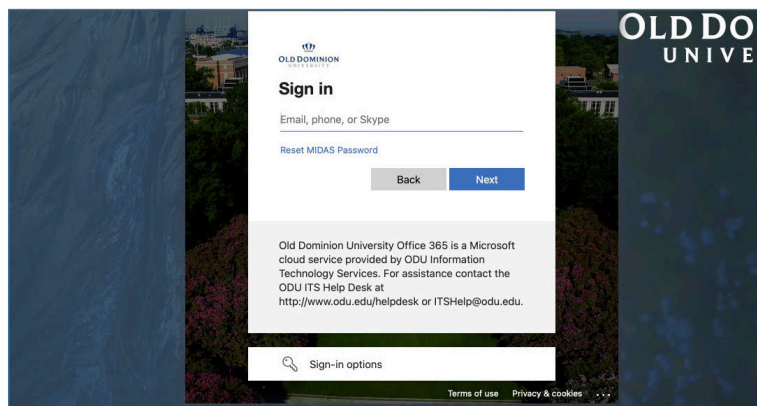 OLD DO
UNIVE
OLD DOMINION
UNIVERSITY
Sign in
Email, phone, or Skype
Reset MIDAS Password
Back Next
Old Dominion University Office 365 is a Microsoft
cloud service provided by ODU Information
Technology Services. For assistance contact the
ODU ITS Help Desk at
http://www.odu.edu/helpdesk or ITSHelp@odu.edu.
Sign-in options
Terms of use Privacy & cookies ...